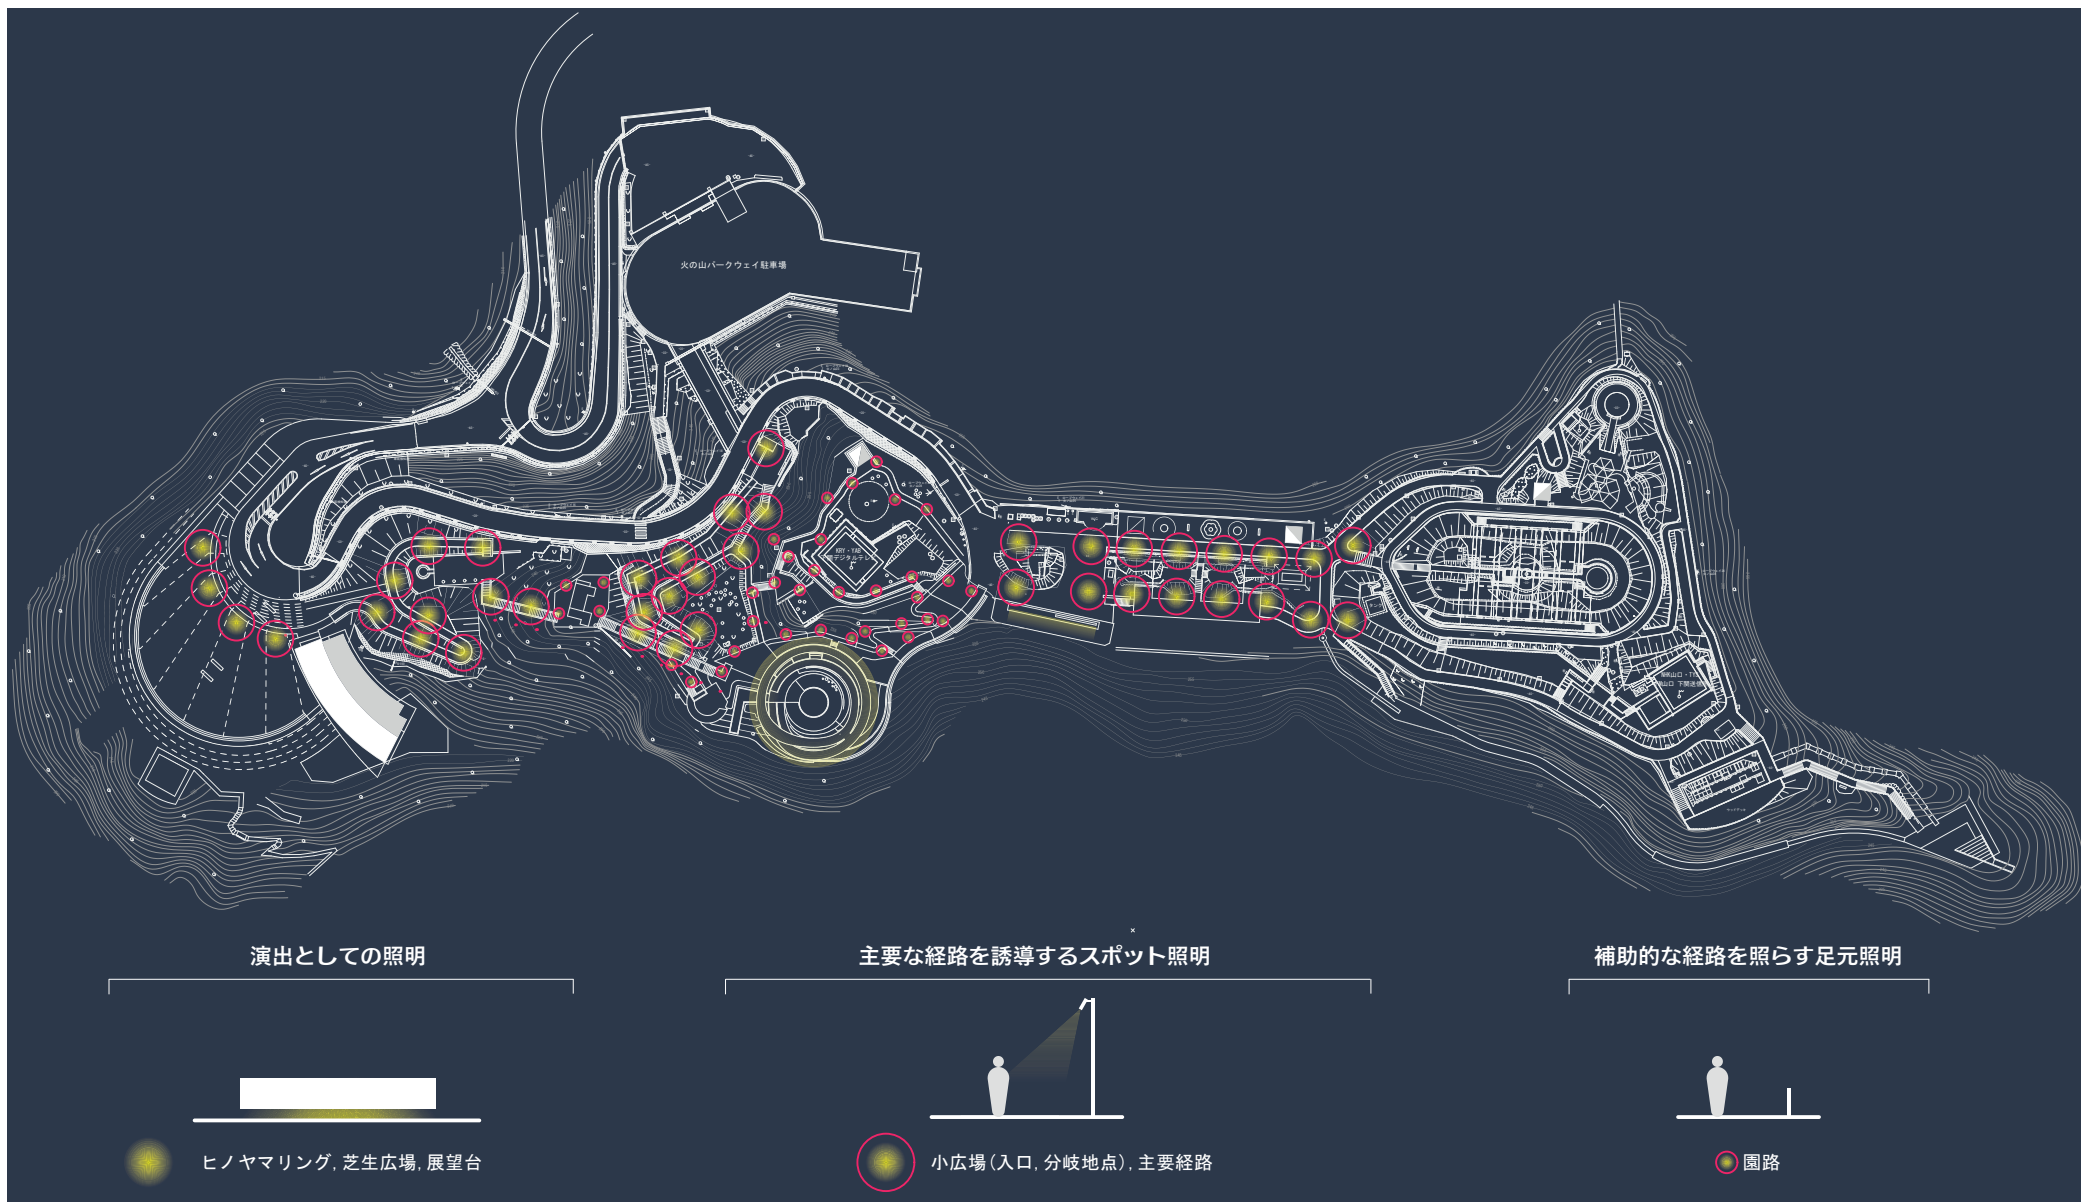 火の山パークウェイ駐車場
KRY・YAB
演出としての照明
主要な経路を誘導するスポット照明
補助的な経路を照らす足元照明
ヒノヤマリング, 芝生広場, 展望台
小広場（入口, 分岐地点）, 主要経路
園路